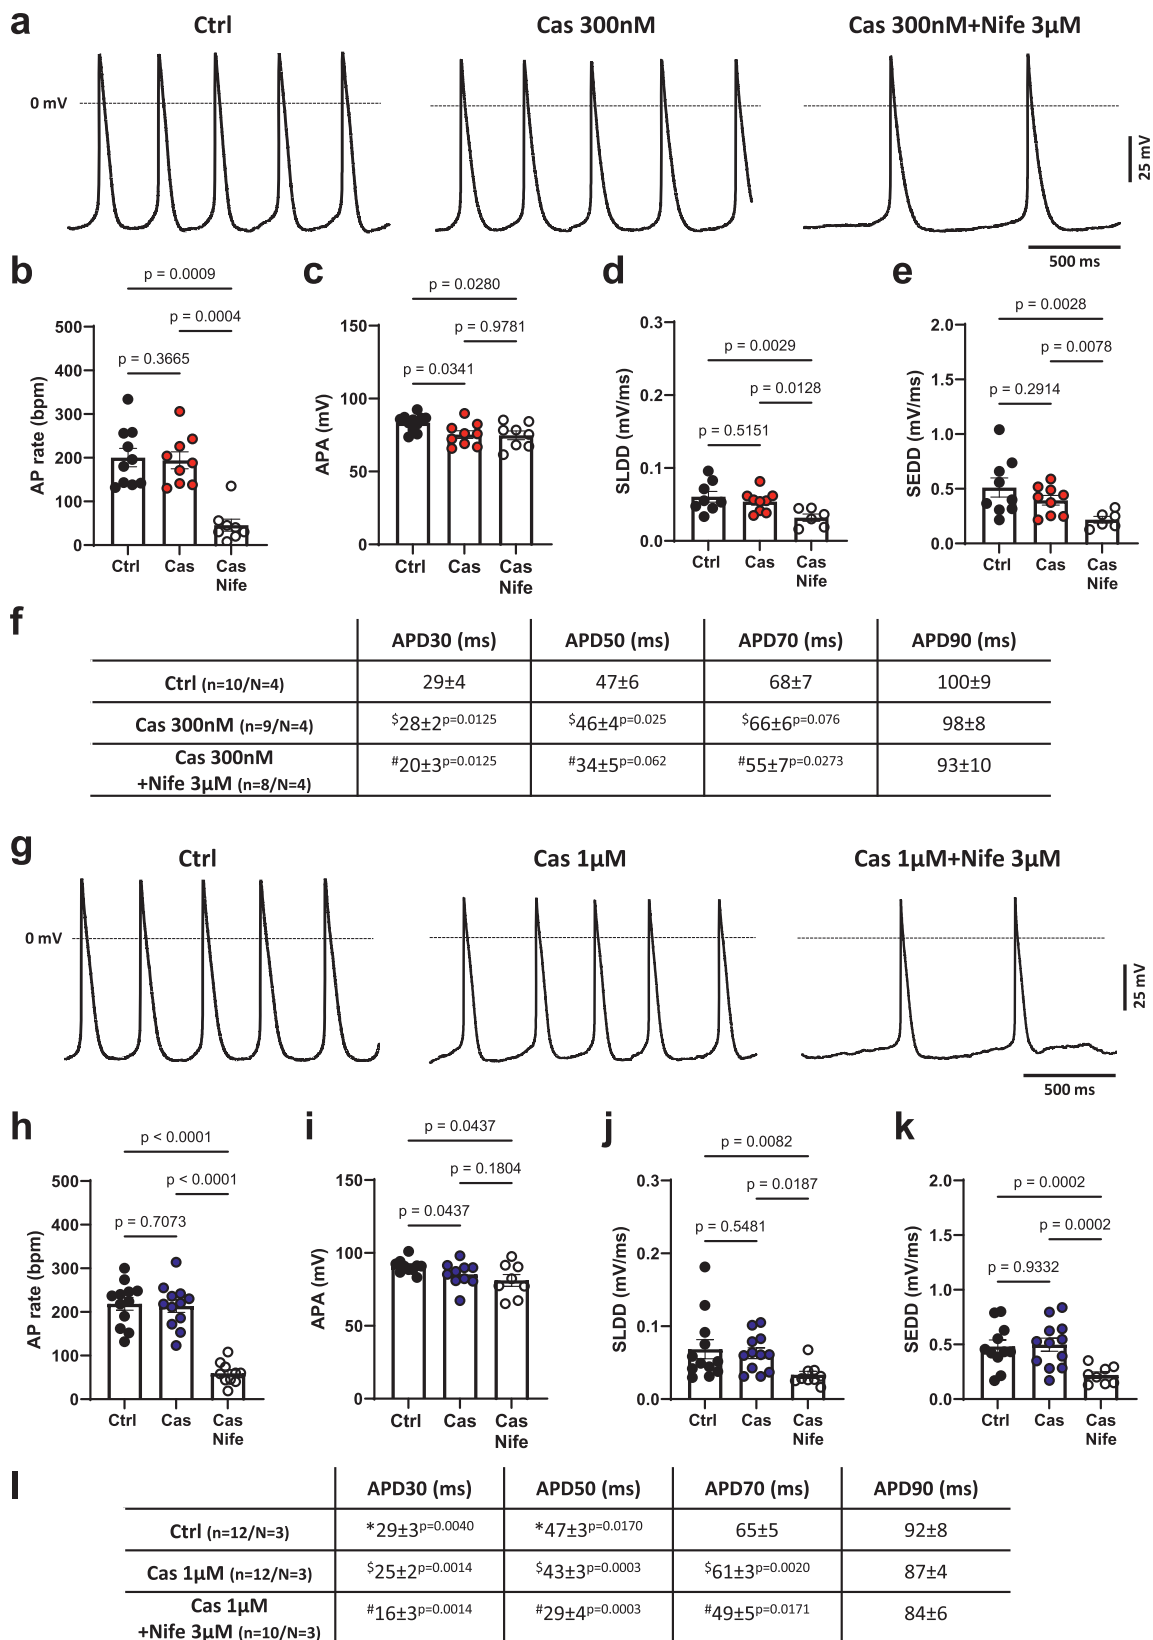 a
Ctrl
Cas 300nM
Cas 300nM+Nife 3µM
0 mV
25 mV
500 ms
b
p = 0.0009
p = 0.0004
p = 0.3665
AP rate (bpm)
500
400
300
200
100
0
Ctrl
Cas
Cas
Nife
c
p = 0.0280
p = 0.9781
p = 0.0341
APA (mV)
150
100
50
0
Ctrl
Cas
Cas
Nife
d
p = 0.0029
p = 0.0128
p = 0.5151
SLDD (mV/ms)
0.3
0.2
0.1
0.0
Ctrl
Cas
Cas
Nife
e
p = 0.0028
p = 0.0078
p = 0.2914
SEDD (mV/ms)
2.0
1.5
1.0
0.5
0.0
Ctrl
Cas
Cas
Nife
f
APD30 (ms) APD50 (ms) APD70 (ms) APD90 (ms)
Ctrl (n=10/N=4) 29±4 47±6 68±7 100±9
Cas 300nM (n=9/N=4) $28±2p=0.0125 $46±4p=0.025 $66±6p=0.076 98±8
Cas 300nM
+Nife 3µM (n=8/N=4) #20±3p=0.0125 #34±5p=0.062 #55±7p=0.0273 93±10
g
Ctrl
Cas 1µM
Cas 1µM+Nife 3µM
0 mV
25 mV
500 ms
h
p < 0.0001
p < 0.0001
p = 0.7073
AP rate (bpm)
500
400
300
200
100
0
Ctrl
Cas
Cas
Nife
i
p = 0.0437
p = 0.1804
p = 0.0437
APA (mV)
150
100
50
0
Ctrl
Cas
Cas
Nife
j
p = 0.0082
p = 0.0187
p = 0.5481
SLDD (mV/ms)
0.3
0.2
0.1
0.0
Ctrl
Cas
Cas
Nife
k
p = 0.0002
p = 0.0002
p = 0.9332
SEDD (mV/ms)
2.0
1.5
1.0
0.5
0.0
Ctrl
Cas
Cas
Nife
l
APD30 (ms) APD50 (ms) APD70 (ms) APD90 (ms)
Ctrl (n=12/N=3) *29±3p=0.0040 *47±3p=0.0170 65±5 92±8
Cas 1µM (n=12/N=3) $25±2p=0.0014 $43±3p=0.0003 $61±3p=0.0020 87±4
Cas 1µM
+Nife 3µM (n=10/N=3) #16±3p=0.0014 #29±4p=0.0003 #49±5p=0.0171 84±6